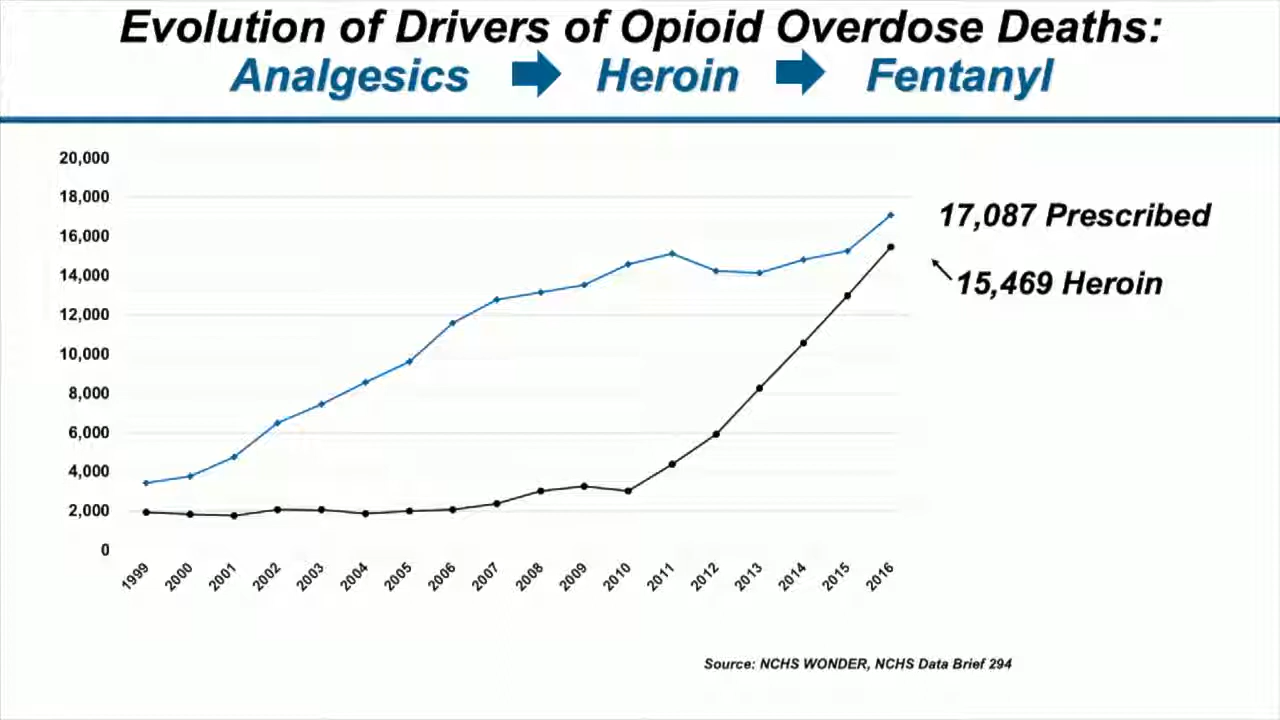 Evolution of Drivers of Opioid Overdose Deaths:
Analgesics Heroin Fentanyl
20,000
18,000
16,000
14,000
12,000
10,000
8,000
6,000
4,000
2,000
0
17,087 Prescribed
15,469 Heroin
1999 2000 2001 2002 2003 2004 2005 2006 2007 2008 2009 2010 2011 2012 2013 2014 2015 2016
Source: NCHS WONDER, NCHS Data Brief 294